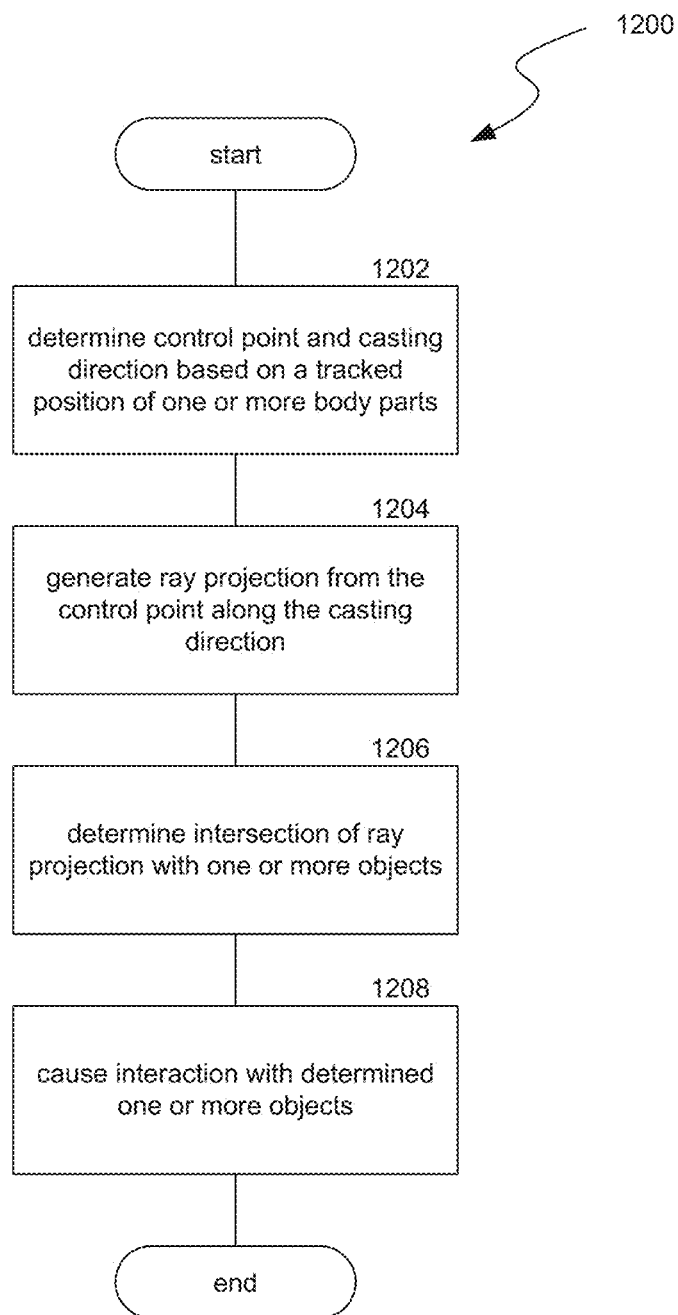 1200
start
1202
determine control point and casting
direction based on a tracked
position of one or more body parts
1204
generate ray projection from the
control point along the casting
direction
1206
determine intersection of ray
projection with one or more objects
1208
cause interaction with determined
one or more objects
end